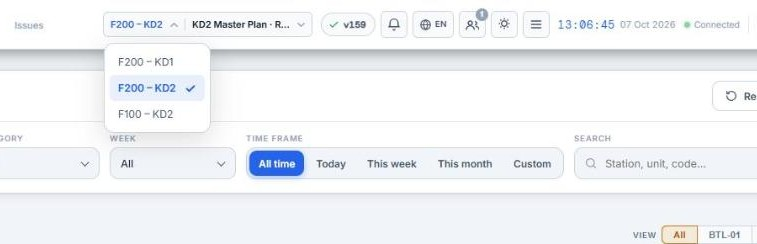 Issues F200 – KD2 KD2 Master Plan · R... v159 EN 1 13:06:45 07 Oct 2026 Connected
F200 – KD1
F200 – KD2
F100 – KD2
Re
GORY WEEK TIME FRAME SEARCH
All All time Today This week This month Custom Station, unit, code...
VIEW All BTL-01